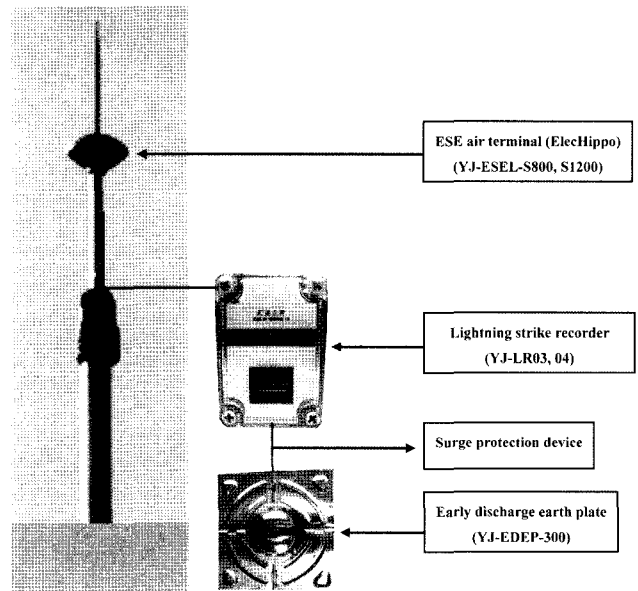 ESE air terminal (ElecHippo)
(YJ-ESEL-S800, S1200)
Lightning strike recorder
(YJ-LR03, 04)
Surge protection device
Early discharge earth plate
(YJ-EDEP-300)